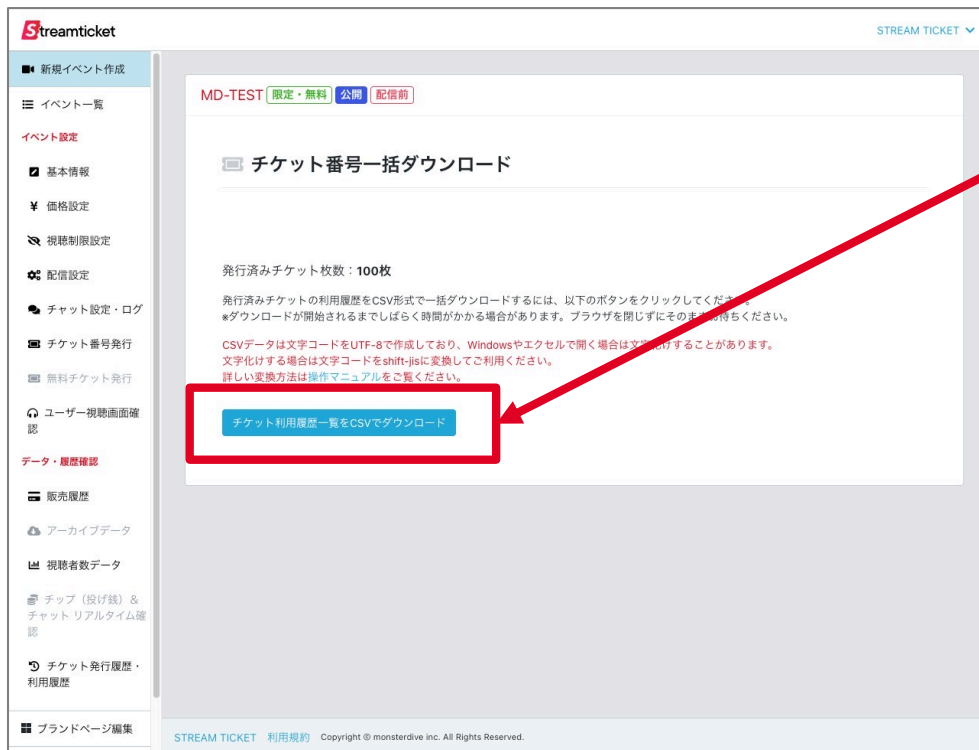 Streamticket
STREAM TICKET
新規イベント作成
イベント一覧
イベント設定
基本情報
価格設定
視聴制限設定
配信設定
チャット設定・ログ
チケット番号発行
無料チケット発行
ユーザー視聴画面確
認
データ・履歴確認
販売履歴
アーカイブデータ
視聴者数データ
チップ（投げ銭）&
チャット リアルタイム確
認
チケット発行履歴・
利用履歴
ブランドページ編集
MD-TEST 限定・無料 公開 配信前
チケット番号一括ダウンロード
発行済みチケット枚数：100枚
発行済みチケットの利用履歴をCSV形式で一括ダウンロードするには、以下のボタンをクリックしてください。
※ダウンロードが開始されるまでしばらく時間がかかる場合があります。ブラウザを閉じずにそのままお待ちください。
CSVデータは文字コードをUTF-8で作成しており、Windowsやエクセルで開く場合は文字化けすることがあります。
文字化けする場合は文字コードをshift-jisに変換してご利用ください。
詳しい変換方法は操作マニュアルをご覧ください。
チケット利用履歴一覧をCSVでダウンロード
STREAM TICKET 利用規約 Copyright © monsterdive inc. All Rights Reserved.